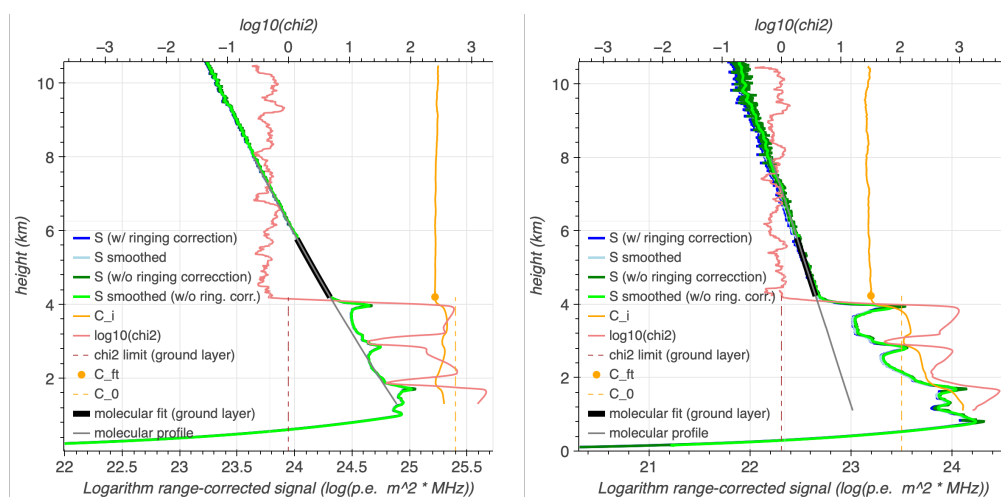 log10(chi2)
−3 −2 −1 0 1 2 3
10
8
6
4
2
0
height (km)
S (w/ ringing correction)
S smoothed
S (w/o ringing correcction)
S smoothed (w/o ring. corr.)
C_i
log10(chi2)
chi2 limit (ground layer)
C_ft
C_0
molecular fit (ground layer)
molecular profile
22 22.5 23 23.5 24 24.5 25 25.5
Logarithm range-corrected signal (log(p.e. m^2 * MHz)
log10(chi2)
−3 −2 −1 0 1 2 3
10
8
6
4
2
0
height (km)
S (w/ ringing correction)
S smoothed
S (w/o ringing correcction)
S smoothed (w/o ring. corr.)
C_i
log10(chi2)
chi2 limit (ground layer)
C_ft
C_0
molecular fit (ground layer)
molecular profile
21 22 23 24
Logarithm range-corrected signal (log(p.e. m^2 * MHz)